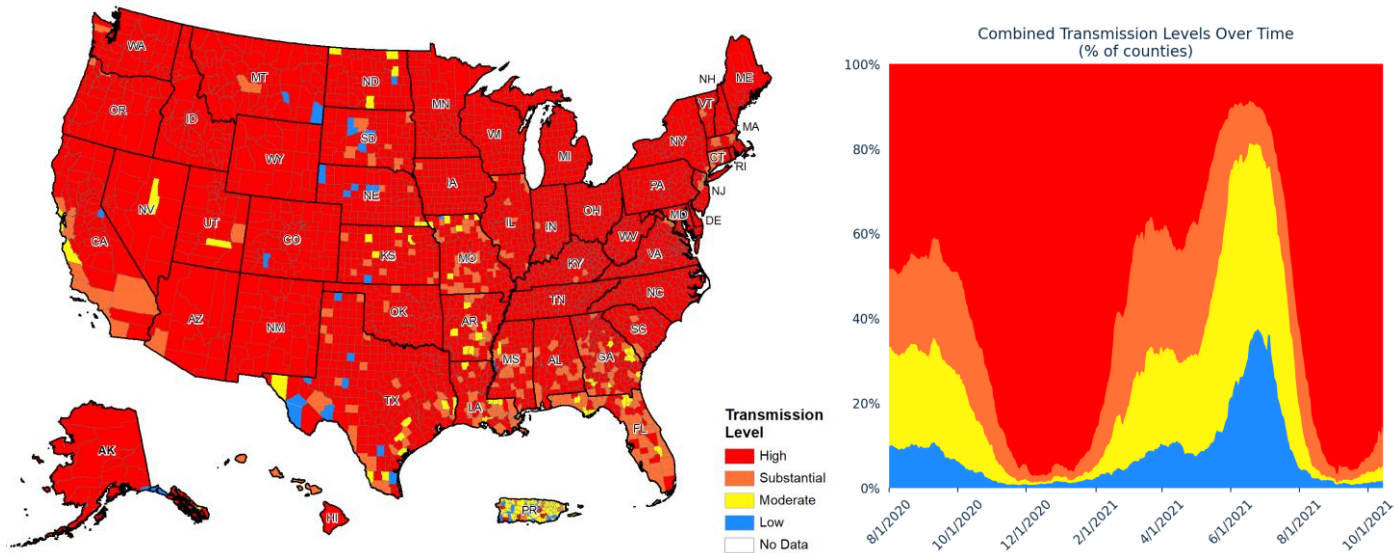 WA
MT
ND
MN
OR
ID
SD
WI
WY
MI
NY
NH
VT
ME
MA
CT
RI
NE
IA
PA
NJ
NV
UT
CO
IL
IN
OH
MD
DE
CA
KS
MO
WV
VA
KY
AZ
NM
OK
AR
TN
NC
SC
TX
MS
AL
GA
LA
FL
AK
HI
PR
Transmission
Level
High
Substantial
Moderate
Low
No Data
Combined Transmission Levels Over Time
(% of counties)
100%
80%
60%
40%
20%
0%
8/1/2020
10/1/2020
12/1/2020
2/1/2021
4/1/2021
6/1/2021
8/1/2021
10/1/2021